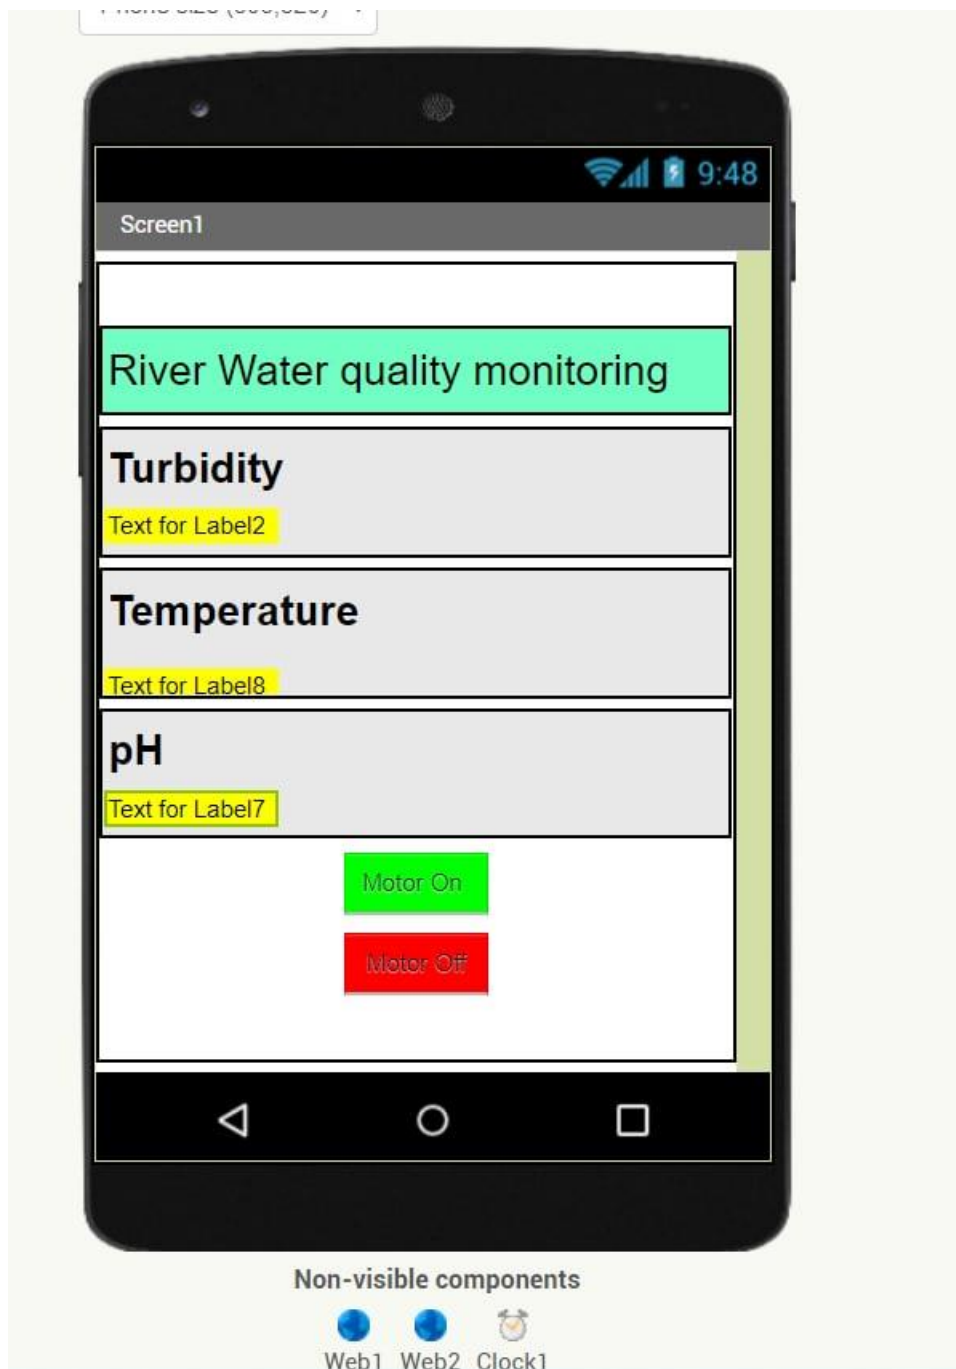 9:48
Screen1
River Water quality monitoring
Turbidity
Text for Label2
Temperature
Text for Label8
pH
Text for Label7
Motor On
Motor Off
Non-visible components
Web1 Web2 Clock1